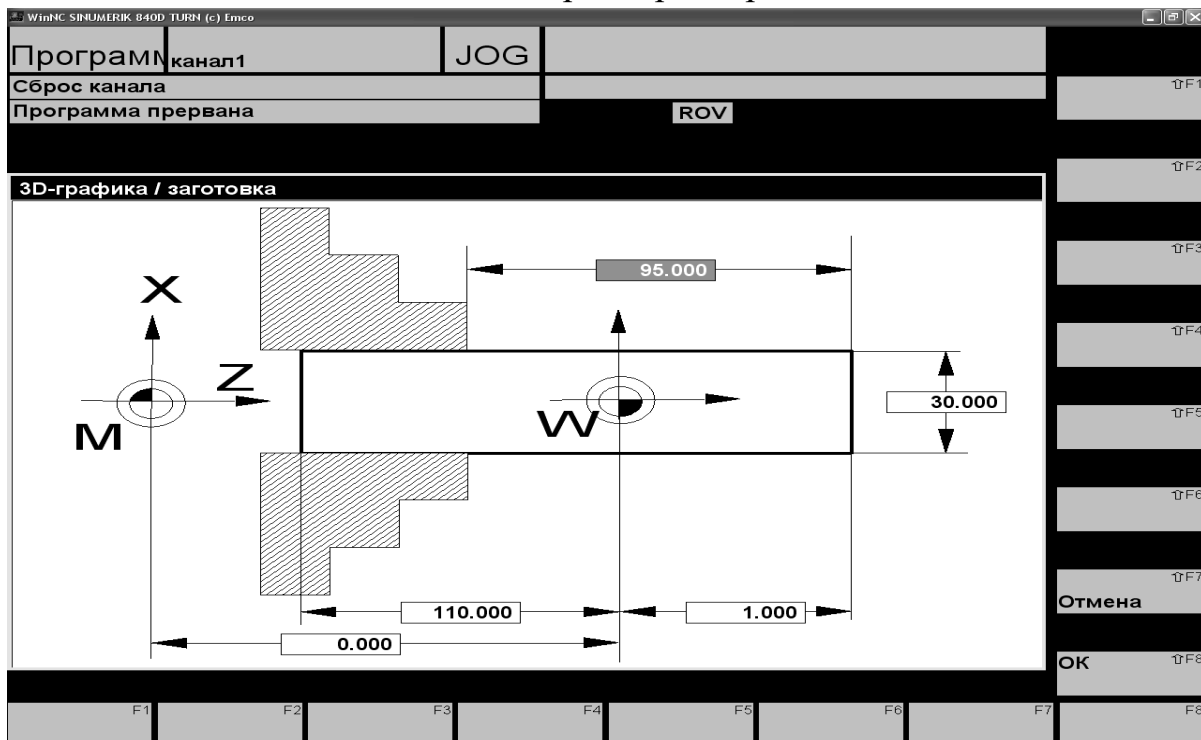 WinNC SINUMERIK 840D TURN (c) Emco
Програм канал1 JOG
Сброс канала
Программа прервана ROV
3D-графика / заготовка
95.000
X
Z
M
W
30.000
110.000 1.000
0.000
⇧F1
⇧F2
⇧F3
⇧F4
⇧F5
⇧F6
⇧F7
Отмена
⇧F8
ОК
F1 F2 F3 F4 F5 F6 F7 F8